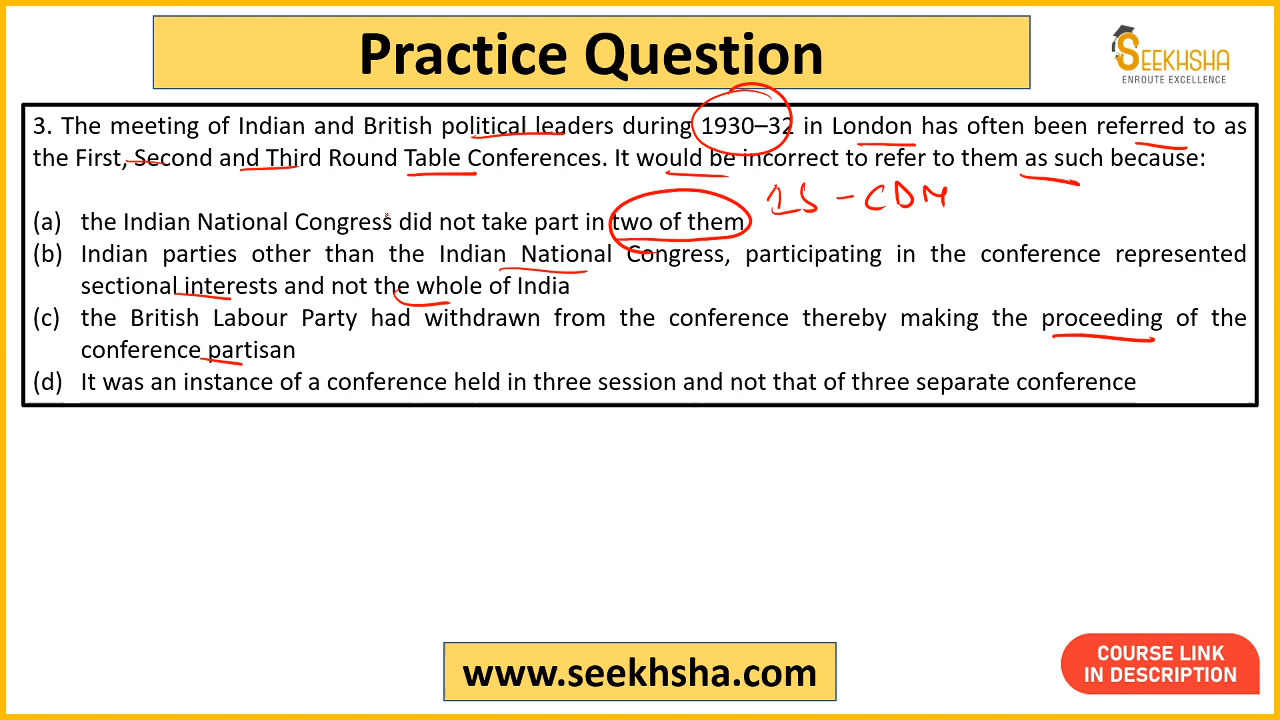 Practice Question
SEEKHSHA
ENROUTE EXCELLENCE
3. The meeting of Indian and British political leaders during 1930–32 in London has often been referred to as
the First, Second and Third Round Table Conferences. It would be incorrect to refer to them as such because:
(a) the Indian National Congress did not take part in two of them
(b) Indian parties other than the Indian National Congress, participating in the conference represented
sectional interests and not the whole of India
(c) the British Labour Party had withdrawn from the conference thereby making the proceeding of the
conference partisan
(d) It was an instance of a conference held in three session and not that of three separate conference
- CDM
www.seekhsha.com
COURSE LINK
IN DESCRIPTION